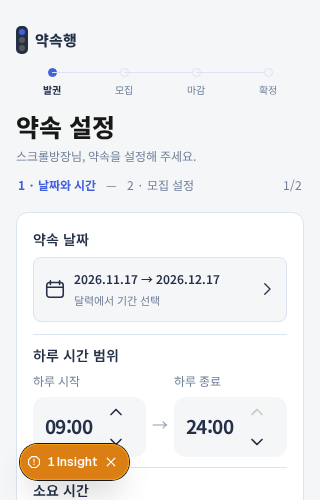 약속행
발권 모집 마감 확정
약속 설정
스크롤방장님, 약속을 설정해 주세요.
1 · 날짜와 시간 — 2 · 모집 설정 1/2
약속 날짜
2026.11.17 → 2026.12.17
달력에서 기간 선택
하루 시간 범위
하루 시작 하루 종료
09:00 → 24:00
1 Insight
소요 시간